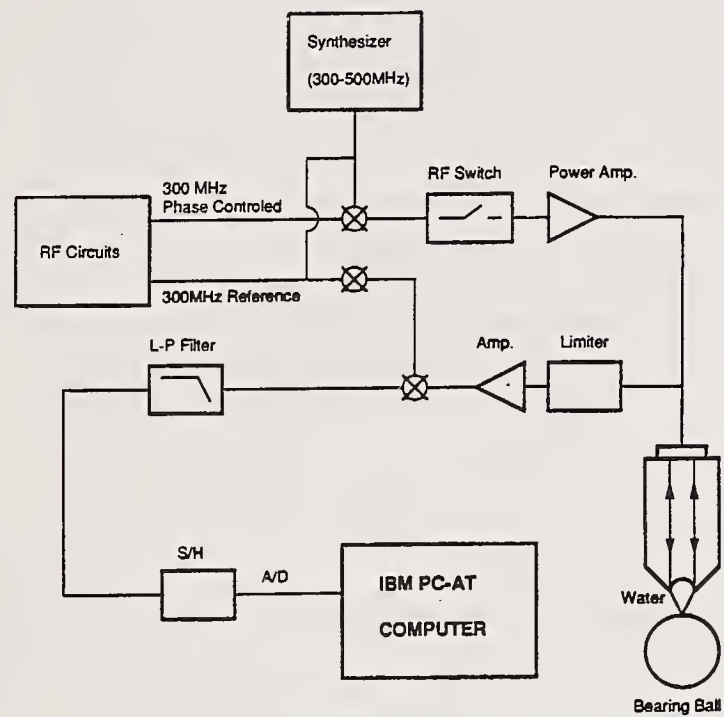 Synthesizer
(300-500MHz)
300 MHz
Phase Controled
RF Switch
Power Amp.
RF Circuits
300MHz Reference
L-P Filter
Amp.
Limiter
S/H
A/D
IBM PC-AT
COMPUTER
Water
Bearing Ball